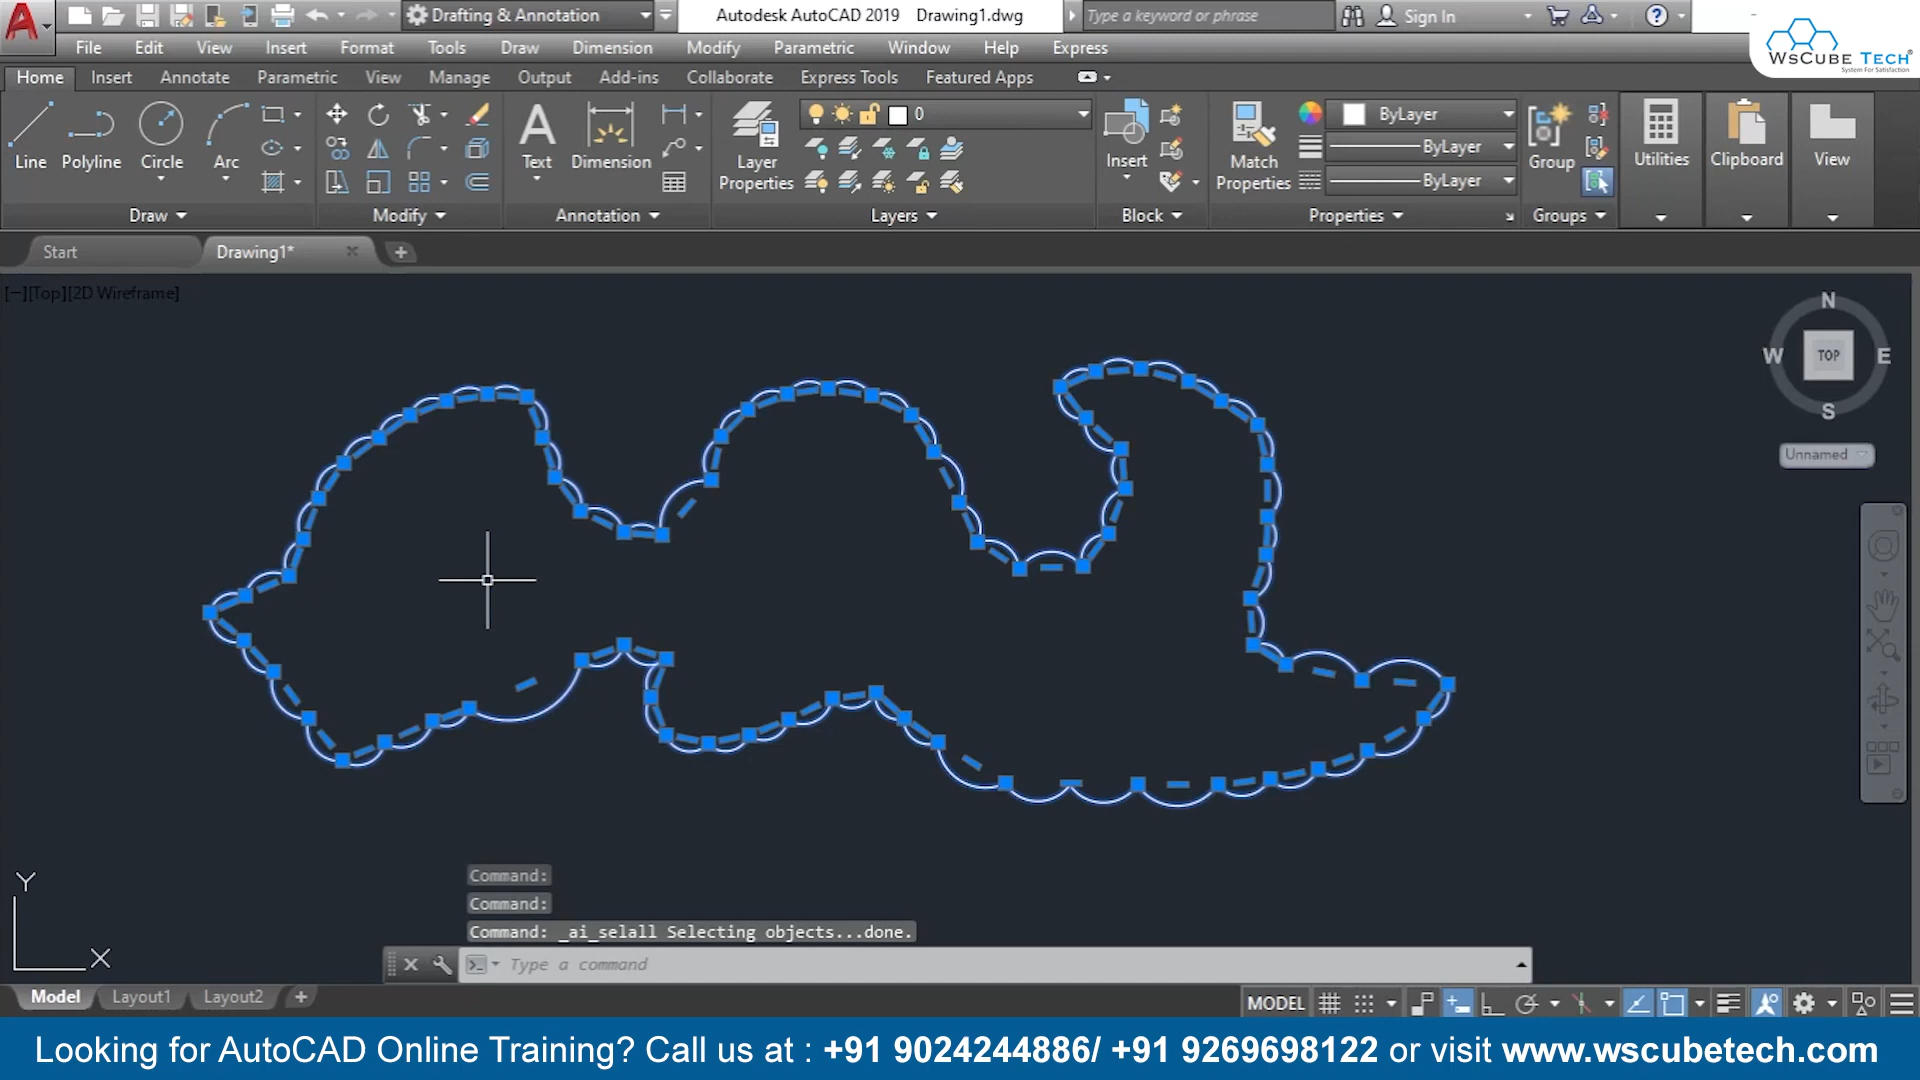 Drafting & Annotation
Autodesk AutoCAD 2019 Drawing1.dwg
Type a keyword or phrase
Sign In
File Edit View Insert Format Tools Draw Dimension Modify Parametric Window Help Express
WsCube Tech
System For Satisfaction
Home Insert Annotate Parametric View Manage Output Add-ins Collaborate Express Tools Featured Apps
0
ByLayer
ByLayer
ByLayer
Line Polyline Circle Arc
Text Dimension
Layer Properties
Insert
Match Properties
Group
Utilities Clipboard View
Draw Modify Annotation Layers Block Properties Groups
Start Drawing1*
[−][Top][2D Wireframe]
N
W TOP E
S
Unnamed
Y
X
Command:
Command:
Command: _ai_selall Selecting objects...done.
Type a command
Model Layout1 Layout2
MODEL
Looking for AutoCAD Online Training? Call us at : +91 9024244886/ +91 9269698122 or visit www.wscubetech.com